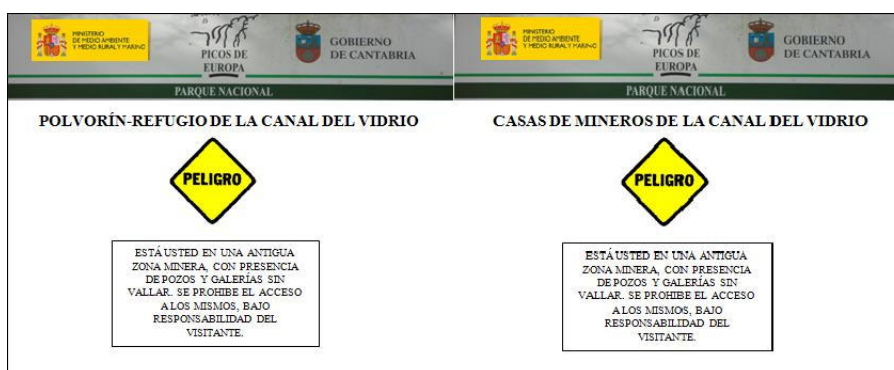 MINISTERIO
DE MEDIO AMBIENTE
Y MEDIO RURAL Y MARINO
PICOS DE
EUROPA
GOBIERNO
DE CANTABRIA
PARQUE NACIONAL
POLVORÍN-REFUGIO DE LA CANAL DEL VIDRIO
PELIGRO
ESTÁ USTED EN UNA ANTIGUA
ZONA MINERA, CON PRESENCIA
DE POZOS Y GALERÍAS SIN
VALLAR. SE PROHIBE EL ACCESO
A LOS MISMOS, BAJO
RESPONSABILIDAD DEL
VISITANTE.
MINISTERIO
DE MEDIO AMBIENTE
Y MEDIO RURAL Y MARINO
PICOS DE
EUROPA
GOBIERNO
DE CANTABRIA
PARQUE NACIONAL
CASAS DE MINEROS DE LA CANAL DEL VIDRIO
PELIGRO
ESTÁ USTED EN UNA ANTIGUA
ZONA MINERA, CON PRESENCIA
DE POZOS Y GALERÍAS SIN
VALLAR. SE PROHIBE EL ACCESO
A LOS MISMOS, BAJO
RESPONSABILIDAD DEL
VISITANTE.